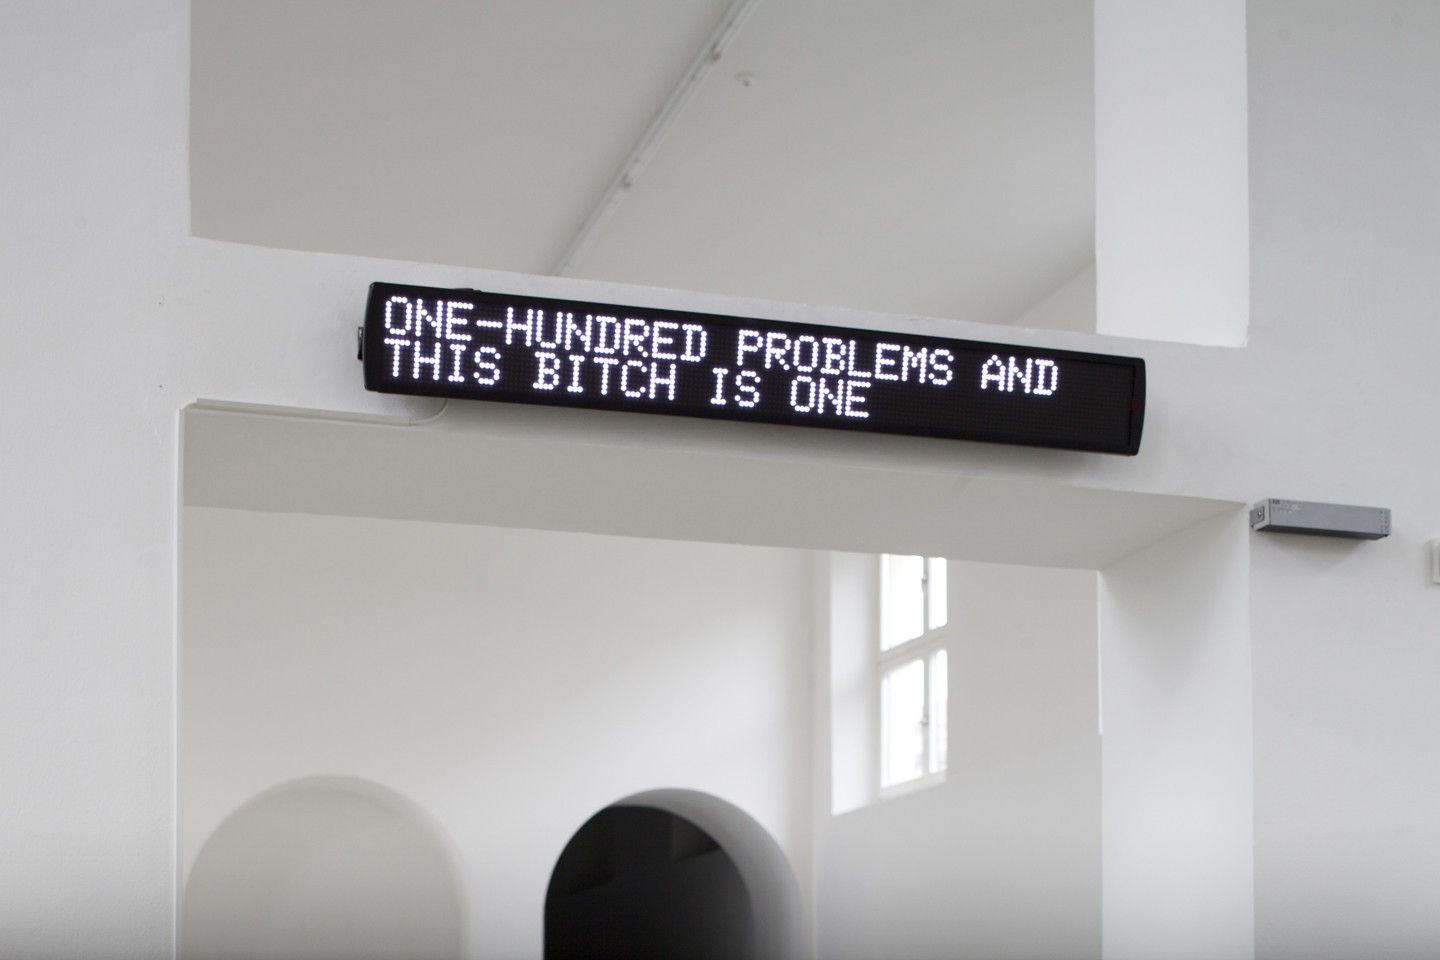 ONE-HUNDRED PROBLEMS AND
THIS BITCH IS ONE